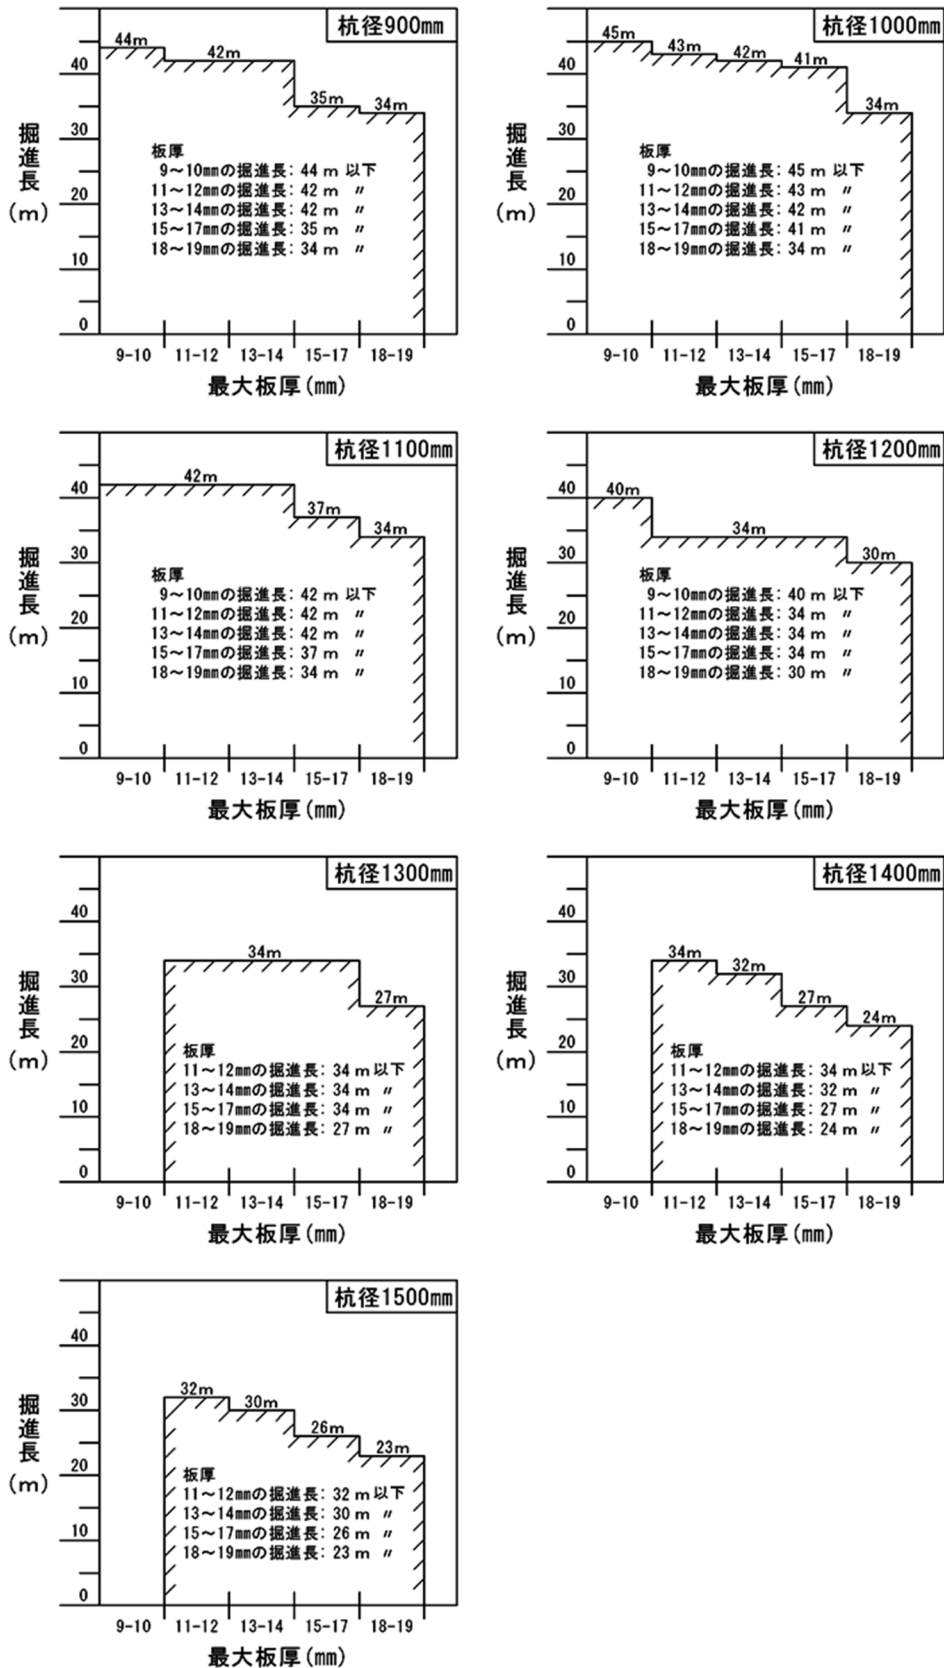 杭径900㎜
44m
42m
35m
34m
40
30
20
10
0
掘進長(m)
板厚
9～10㎜の掘進長: 44 m 以下
11～12㎜の掘進長: 42 m 〃
13～14㎜の掘進長: 42 m 〃
15～17㎜の掘進長: 35 m 〃
18～19㎜の掘進長: 34 m 〃
9-10 11-12 13-14 15-17 18-19
最大板厚(㎜)
杭径1000㎜
45m
43m
42m
41m
34m
40
30
20
10
0
掘進長(m)
板厚
9～10㎜の掘進長: 45 m 以下
11～12㎜の掘進長: 43 m 〃
13～14㎜の掘進長: 42 m 〃
15～17㎜の掘進長: 41 m 〃
18～19㎜の掘進長: 34 m 〃
9-10 11-12 13-14 15-17 18-19
最大板厚(㎜)
杭径1100㎜
42m
37m
34m
40
30
20
10
0
掘進長(m)
板厚
9～10㎜の掘進長: 42 m 以下
11～12㎜の掘進長: 42 m 〃
13～14㎜の掘進長: 42 m 〃
15～17㎜の掘進長: 37 m 〃
18～19㎜の掘進長: 34 m 〃
9-10 11-12 13-14 15-17 18-19
最大板厚(㎜)
杭径1200㎜
40m
34m
30m
40
30
20
10
0
掘進長(m)
板厚
9～10㎜の掘進長: 40 m 以下
11～12㎜の掘進長: 34 m 〃
13～14㎜の掘進長: 34 m 〃
15～17㎜の掘進長: 34 m 〃
18～19㎜の掘進長: 30 m 〃
9-10 11-12 13-14 15-17 18-19
最大板厚(㎜)
杭径1300㎜
34m
27m
40
30
20
10
0
掘進長(m)
板厚
11～12㎜の掘進長: 34 m 以下
13～14㎜の掘進長: 34 m 〃
15～17㎜の掘進長: 34 m 〃
18～19㎜の掘進長: 27 m 〃
9-10 11-12 13-14 15-17 18-19
最大板厚(㎜)
杭径1400㎜
34m
32m
27m
24m
40
30
20
10
0
掘進長(m)
板厚
11～12㎜の掘進長: 34 m 以下
13～14㎜の掘進長: 32 m 〃
15～17㎜の掘進長: 27 m 〃
18～19㎜の掘進長: 24 m 〃
9-10 11-12 13-14 15-17 18-19
最大板厚(㎜)
杭径1500㎜
32m
30m
26m
23m
40
30
20
10
0
掘進長(m)
板厚
11～12㎜の掘進長: 32 m 以下
13～14㎜の掘進長: 30 m 〃
15～17㎜の掘進長: 26 m 〃
18～19㎜の掘進長: 23 m 〃
9-10 11-12 13-14 15-17 18-19
最大板厚(㎜)